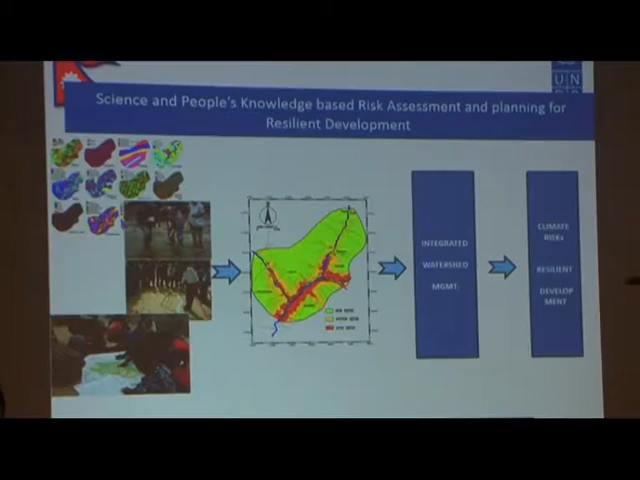 UN
Science and People's Knowledge based Risk Assessment and planning for
Resilient Development
INTEGRATED
WATERSHED
MGMT.
CLIMATE
RISKs
RESILIENT
DEVELOP
MENT